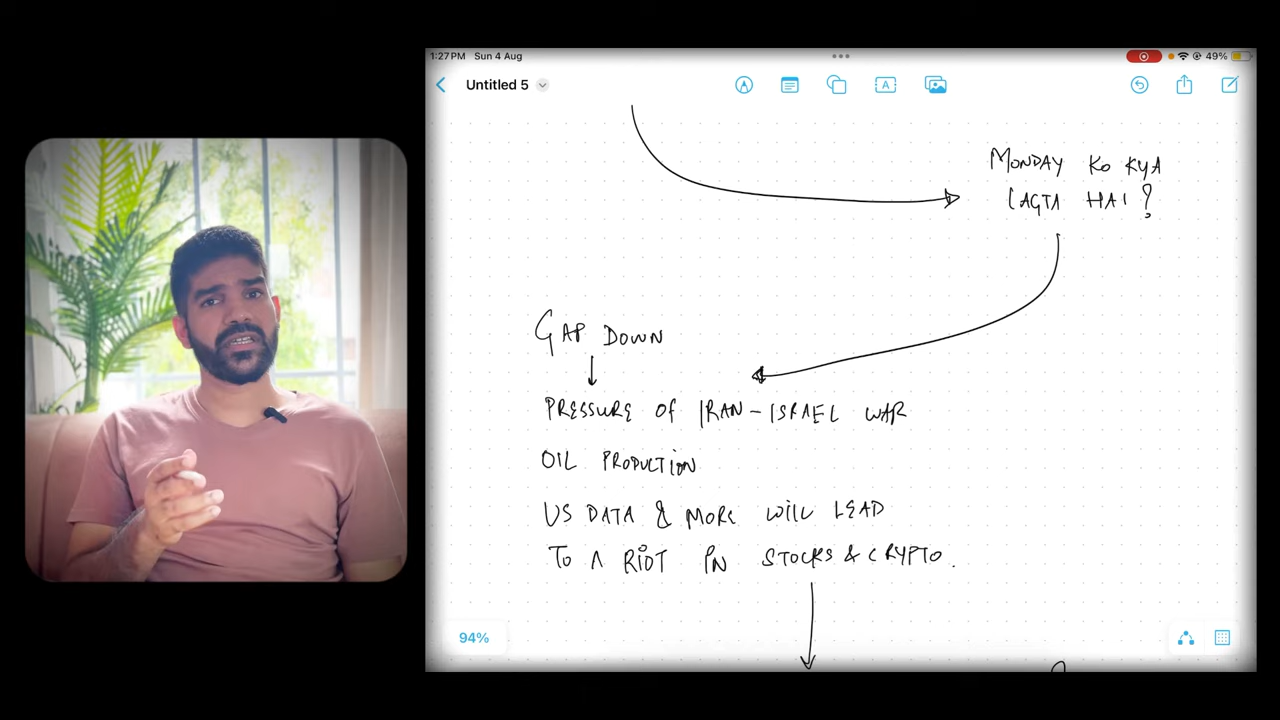 1:27 PM Sun 4 Aug
49%
Untitled 5
MONDAY KO KYA
LAGTA HAI ?
GAP DOWN
PRESSURE OF IRAN - ISRAEL WAR
OIL PRODUCTION
US DATA & MORE WILL LEAD
TO A RIOT IN STOCKS & CRYPTO.
94%